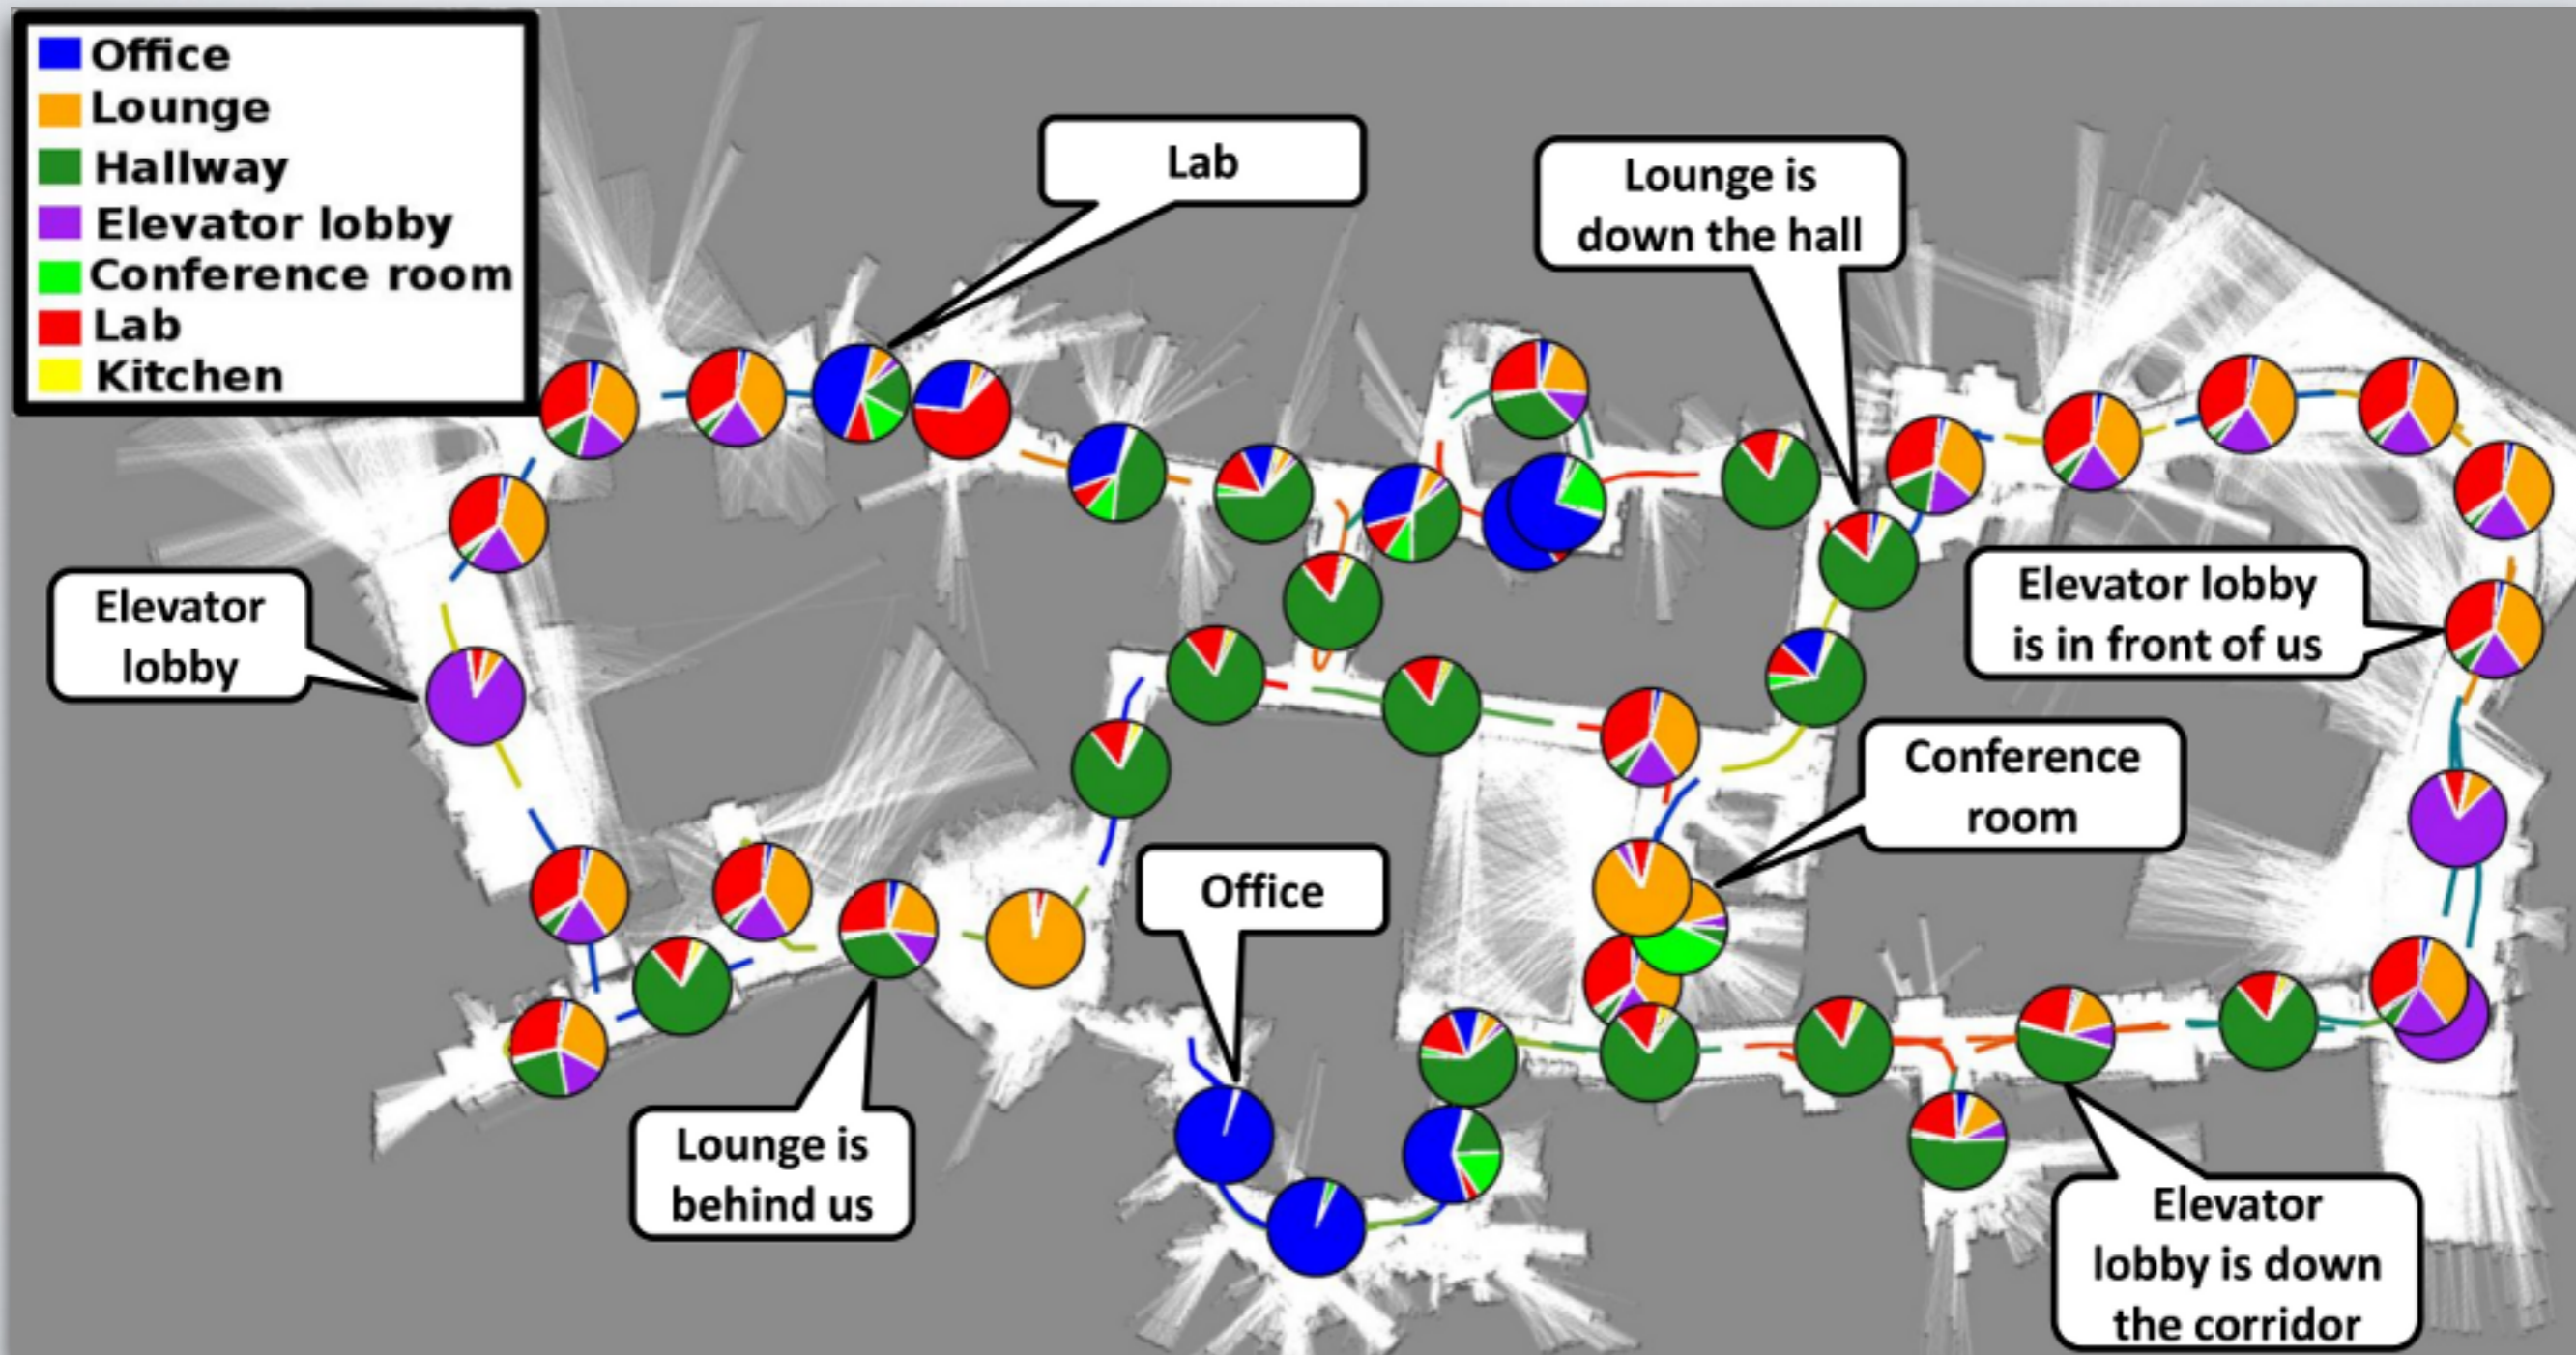 Office
Lounge
Hallway
Elevator lobby
Conference room
Lab
Kitchen
Lab
Lounge is
down the hall
Elevator
lobby
Elevator lobby
is in front of us
Conference
room
Office
Lounge is
behind us
Elevator
lobby is down
the corridor